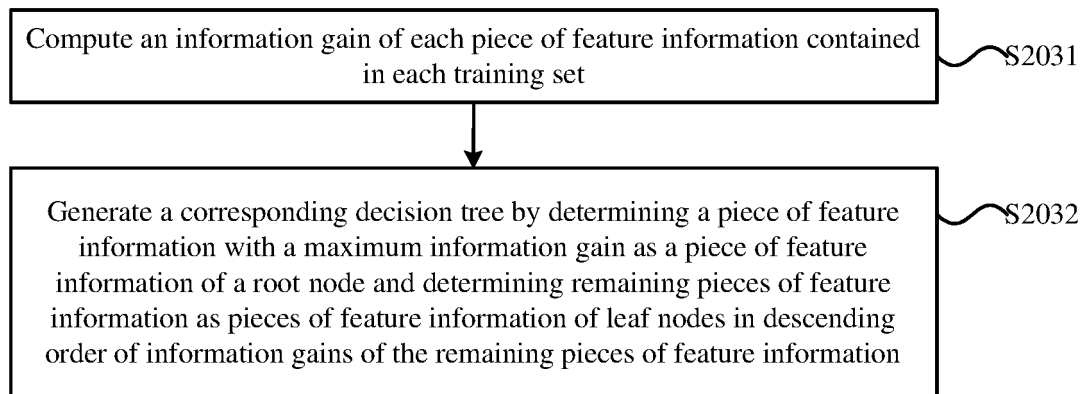 Compute an information gain of each piece of feature information contained
in each training set
S2031
Generate a corresponding decision tree by determining a piece of feature
information with a maximum information gain as a piece of feature
information of a root node and determining remaining pieces of feature
information as pieces of feature information of leaf nodes in descending
order of information gains of the remaining pieces of feature information
S2032